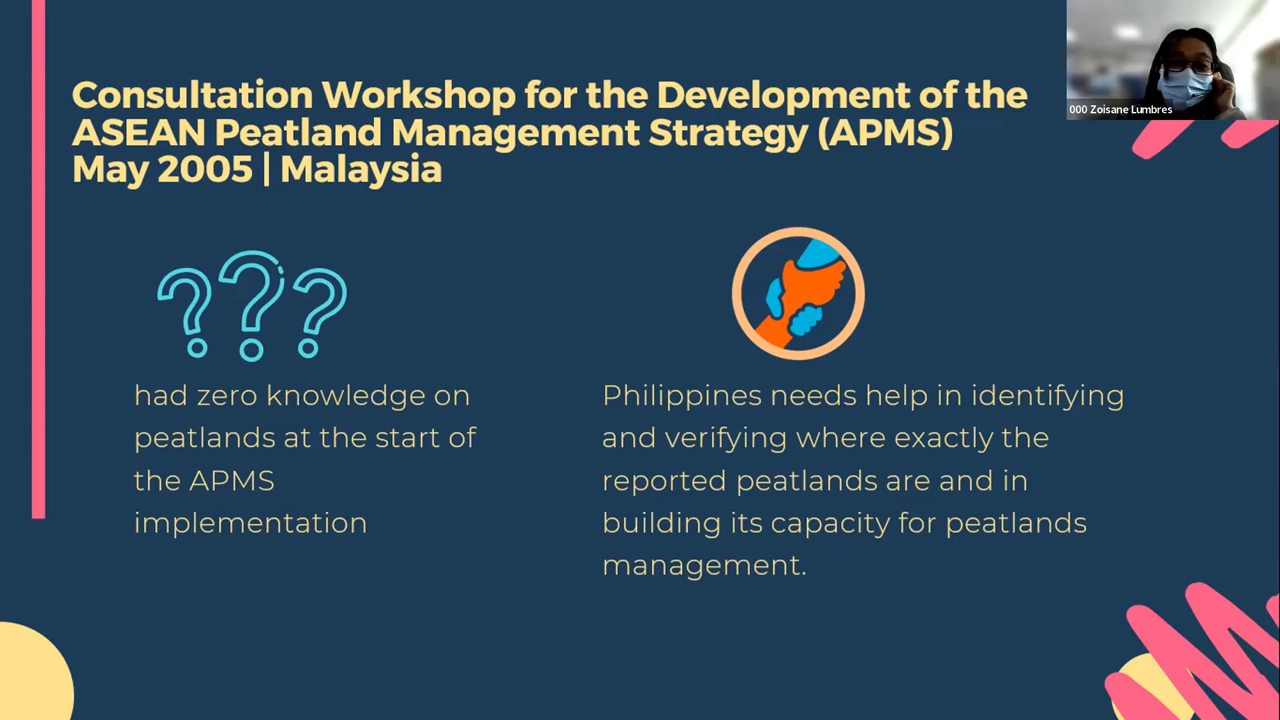 Consultation Workshop for the Development of the
ASEAN Peatland Management Strategy (APMS)
May 2005 | Malaysia
000 Zoisane Lumbres
???
had zero knowledge on
peatlands at the start of
the APMS
implementation
Philippines needs help in identifying
and verifying where exactly the
reported peatlands are and in
building its capacity for peatlands
management.